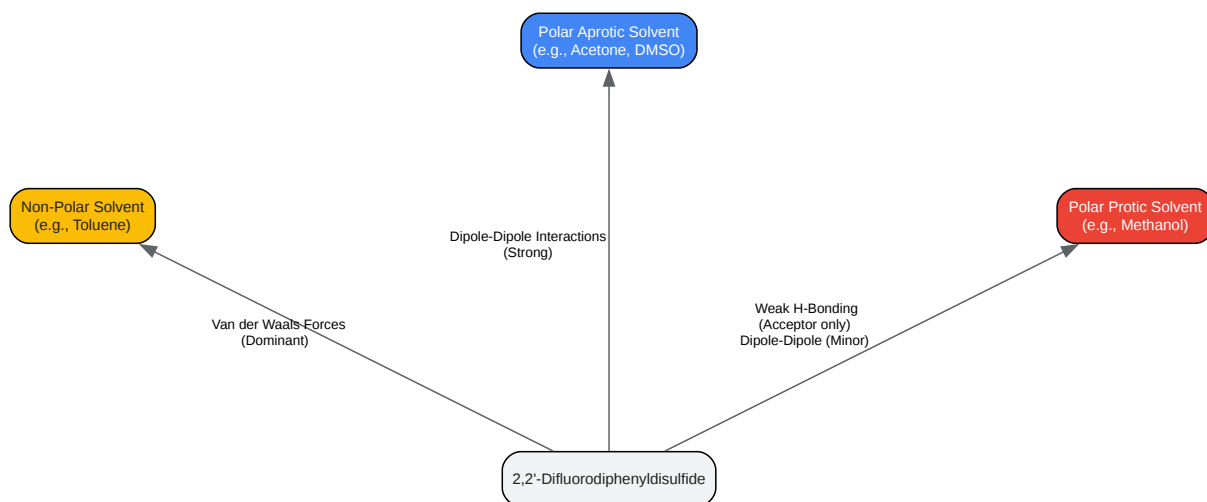 Polar Aprotic Solvent
(e.g., Acetone, DMSO)
Non-Polar Solvent
(e.g., Toluene)
Polar Protic Solvent
(e.g., Methanol)
Dipole-Dipole Interactions
(Strong)
Van der Waals Forces
(Dominant)
Weak H-Bonding
(Acceptor only)
Dipole-Dipole (Minor)
2,2'-Difluorodiphenyldisulfide